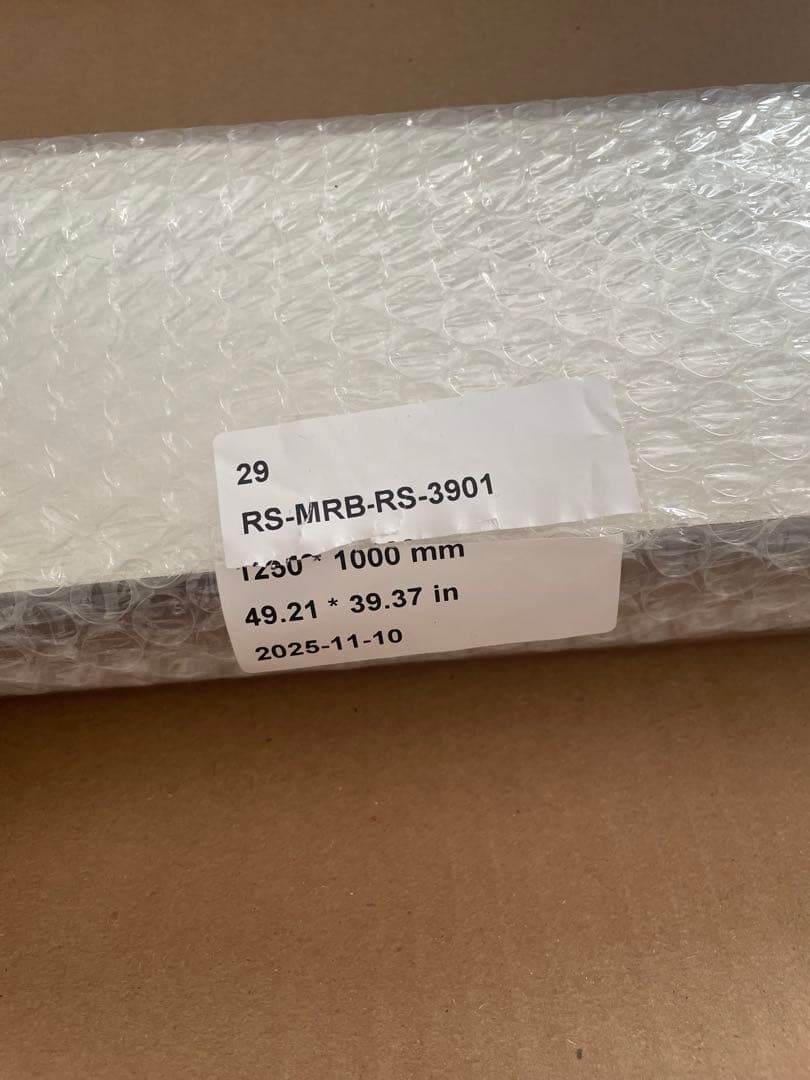 29
RS-MRB-RS-3901
1250 * 1000 mm
49.21 * 39.37 in
2025-11-10